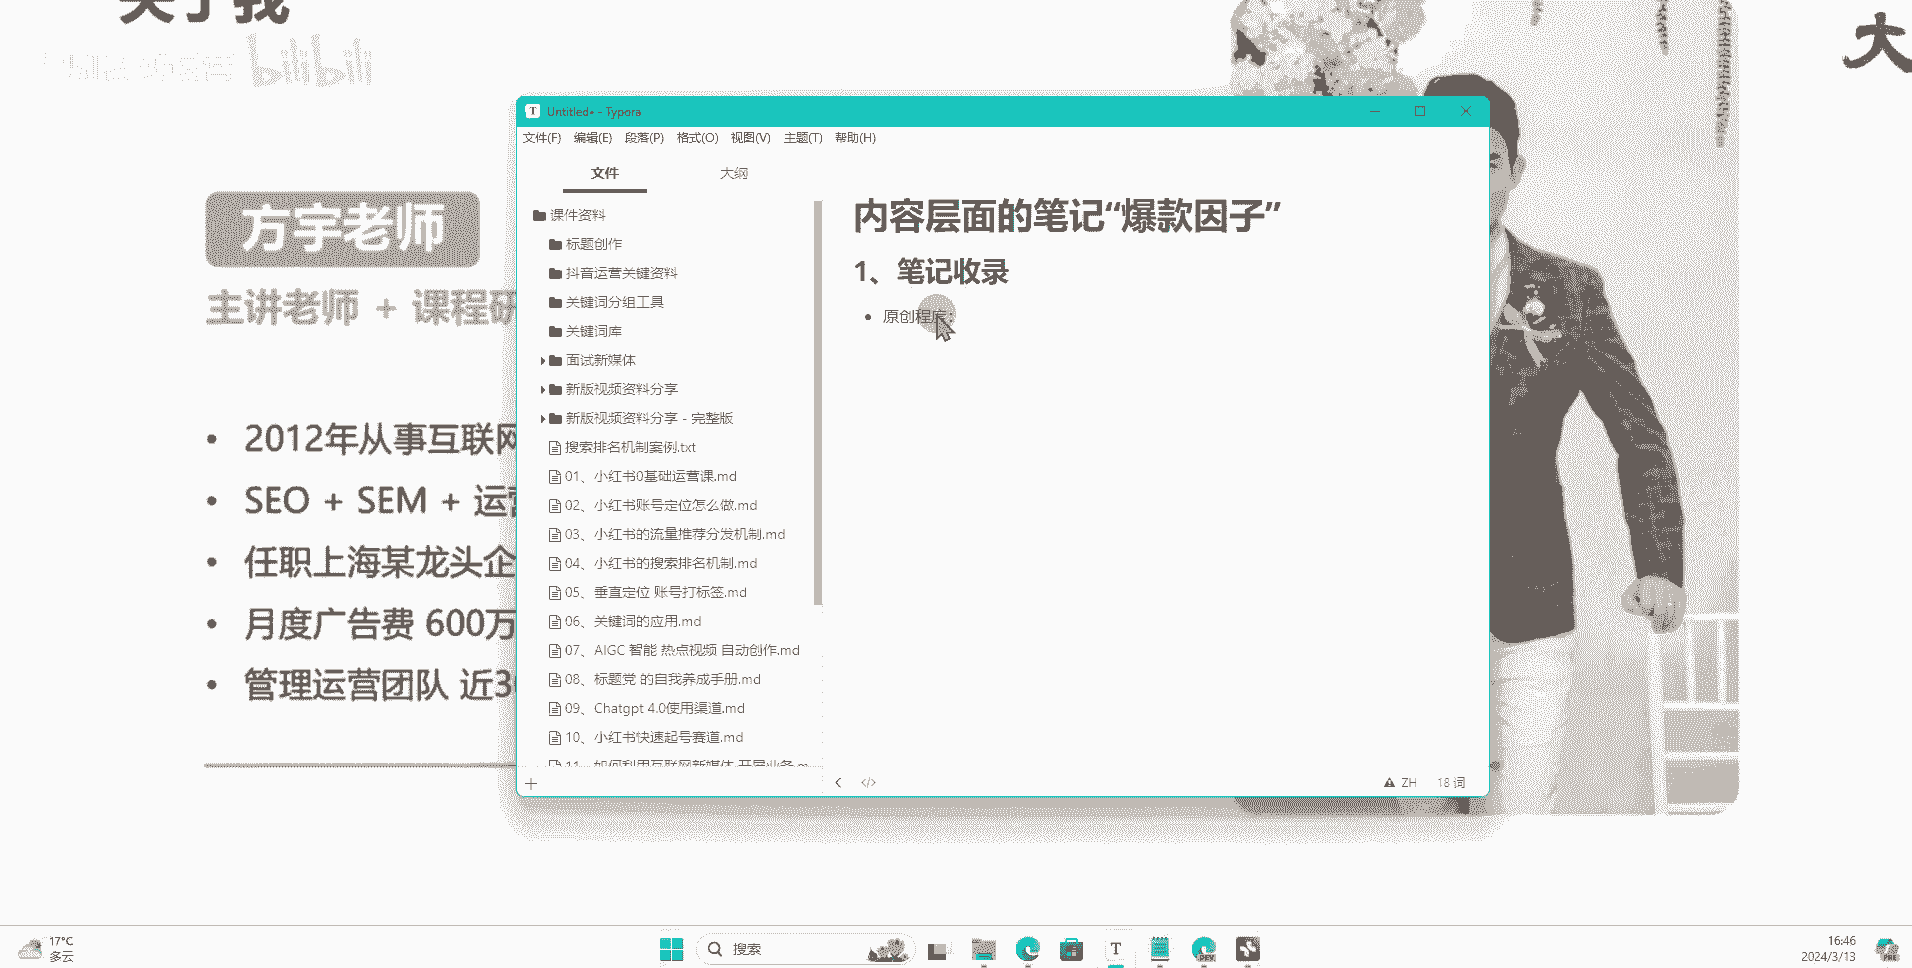 关于我
bilibili
大
方宇老师
主讲老师 + 课程研
2012年从事互联网
SEO + SEM + 运营
任职上海某龙头企
月度广告费 600万
管理运营团队 近3
Untitled• - Typora
文件(F) 编辑(E) 段落(P) 格式(O) 视图(V) 主题(T) 帮助(H)
文件 大纲
课件资料
标题创作
抖音运营关键资料
关键词分组工具
关键词库
面试新媒体
新版视频资料分享
新版视频资料分享 - 完整版
搜索排名机制案例.txt
01、小红书0基础运营课.md
02、小红书账号定位怎么做.md
03、小红书的流量推荐分发机制.md
04、小红书的搜索排名机制.md
05、垂直定位 账号打标签.md
06、关键词的应用.md
07、AIGC 智能 热点视频 自动创作.md
08、标题党 的自我养成手册.md
09、Chatgpt 4.0使用渠道.md
10、小红书快速起号赛道.md
11、如何利用互联网新媒体 开展业务.m
内容层面的笔记“爆款因子”
1、笔记收录
原创程度：
ZH 18 词
17°C
多云
搜索
16:46
2024/3/13